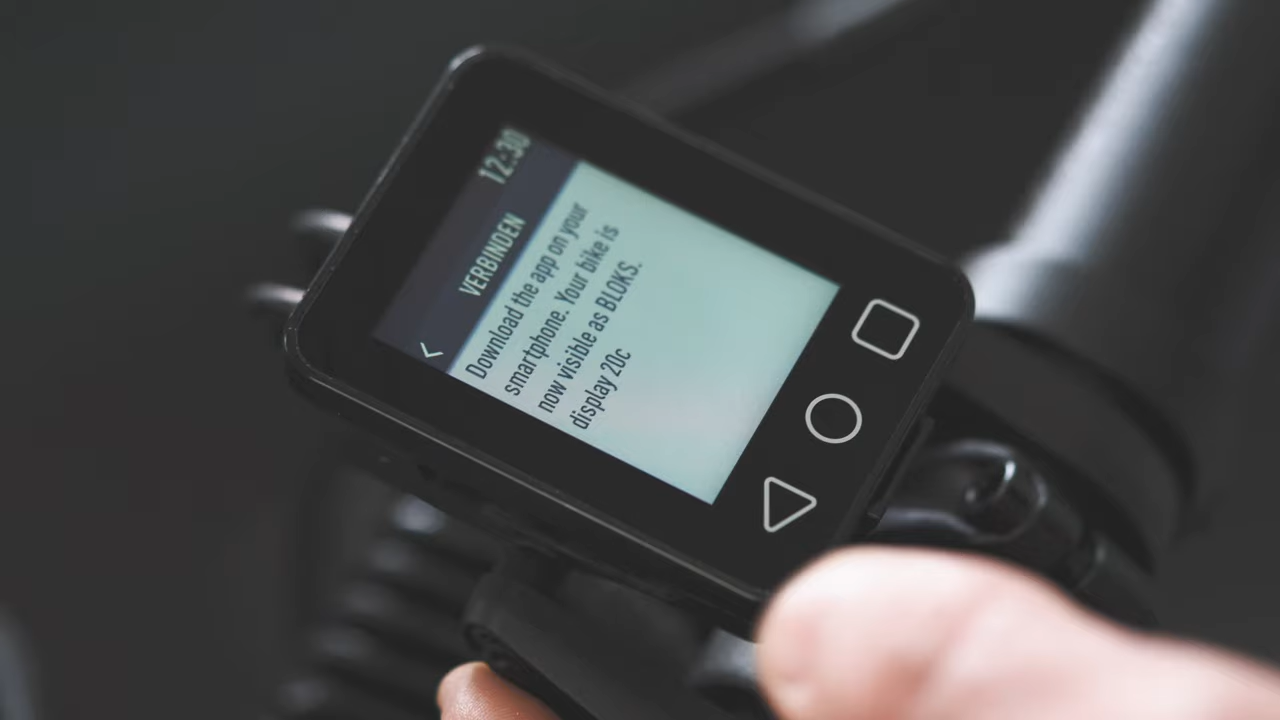 12:30
VERBINDEN
Download the app on your
smartphone. Your bike is
now visible as BLOKS.
display 20c